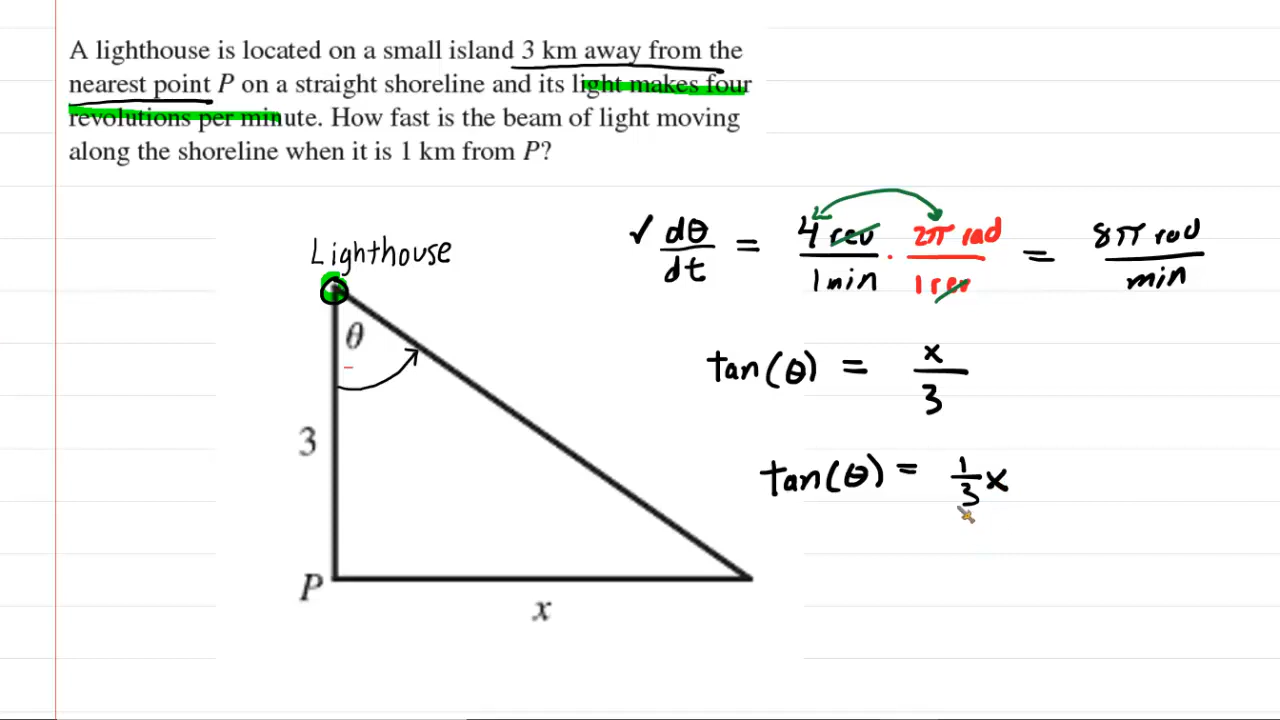 A lighthouse is located on a small island 3 km away from the
nearest point P on a straight shoreline and its light makes four
revolutions per minute. How fast is the beam of light moving
along the shoreline when it is 1 km from P?
✓ dθ/dt = 4 rev/1 min · 2π rad/1 rev = 8π rad/min
Lighthouse
θ
tan(θ) = x/3
3
tan(θ) = 1/3 x
P
x